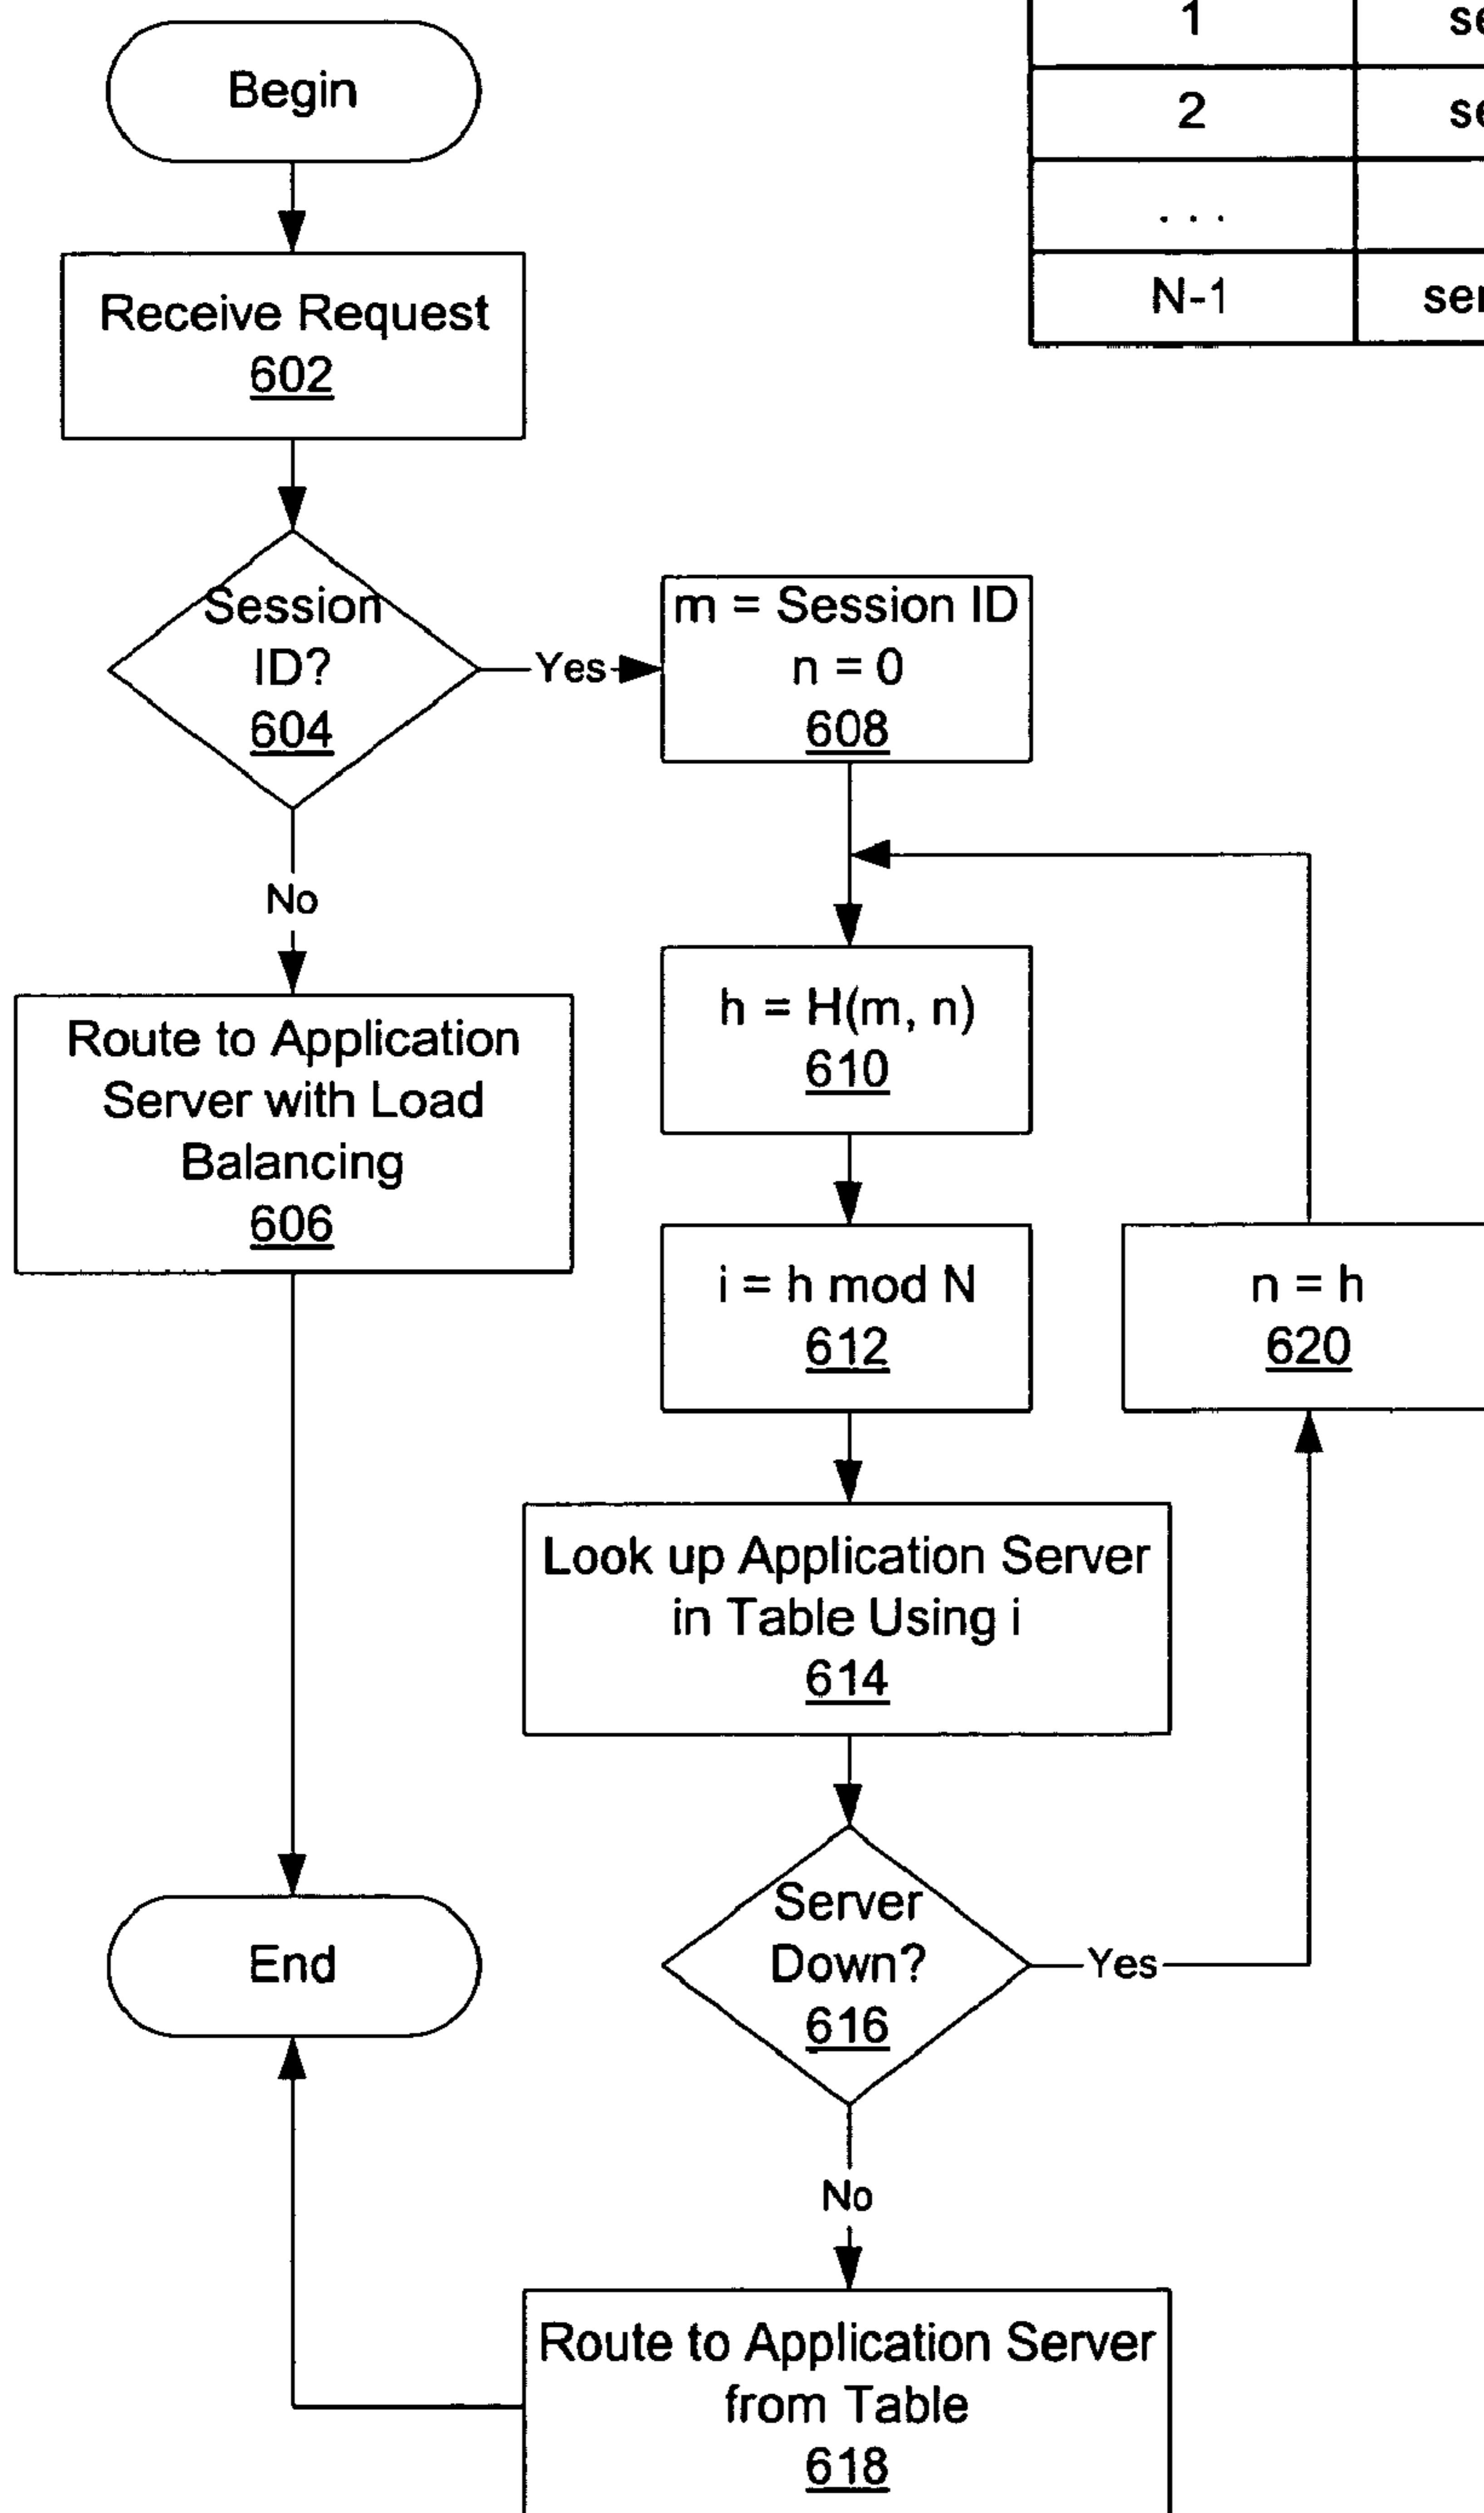 Begin
Receive Request
602
Session
ID?
604
Yes
No
Route to Application
Server with Load
Balancing
606
m = Session ID
n = 0
608
h = H(m, n)
610
i = h mod N
612
n = h
620
Look up Application Server
in Table Using i
614
Server
Down?
616
Yes
No
Route to Application Server
from Table
618
End
1
2
. . .
N-1